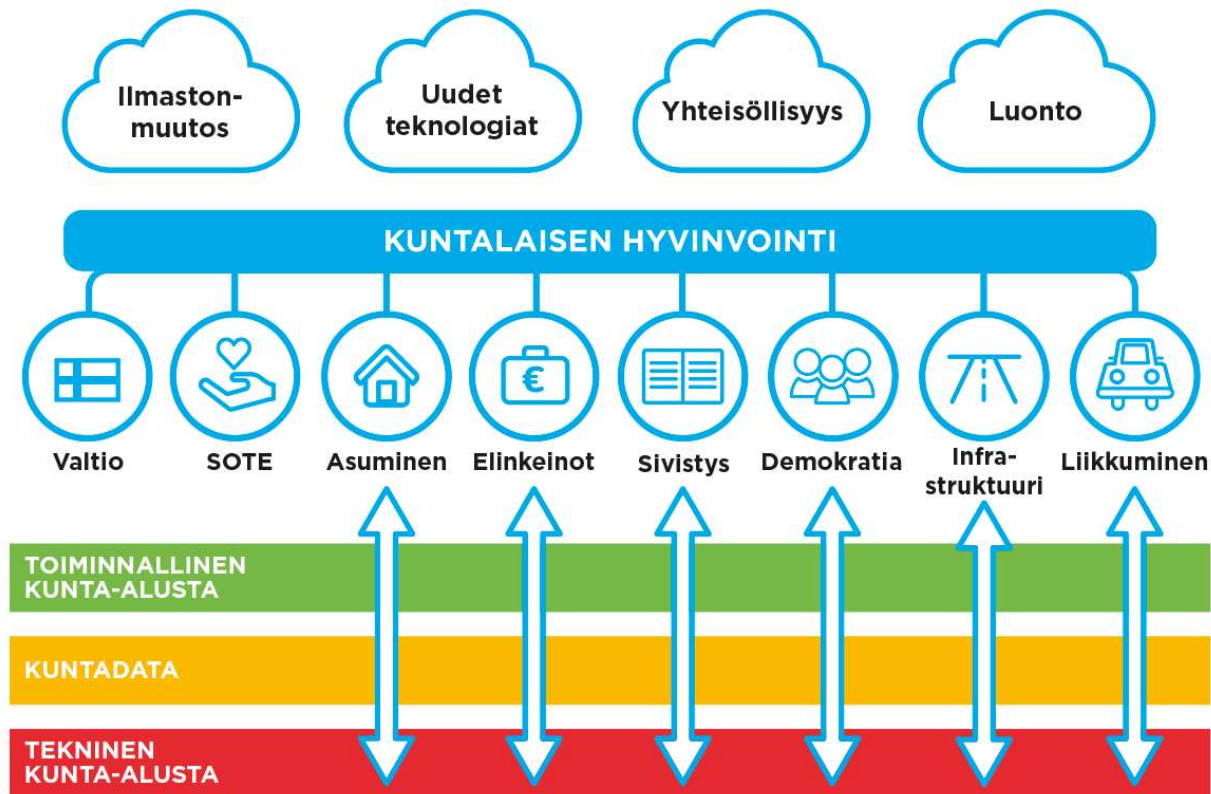 Ilmaston-
muutos
Uudet
teknologiat
Yhteisöllisyys
Luonto
KUNTALAISEN HYVINVOINTI
€
Valtio
SOTE
Asuminen
Elinkeinot
Sivistys
Demokratia
Infra-
struktuuri
Liikkuminen
TOIMINNALLINEN
KUNTA-ALUSTA
KUNTADATA
TEKNINEN
KUNTA-ALUSTA